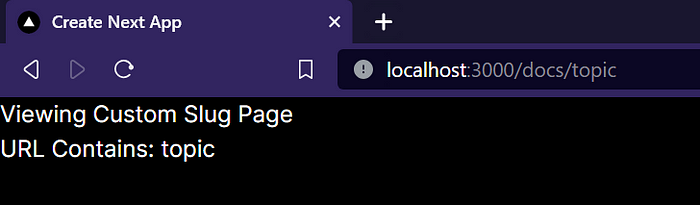 Create Next App
localhost:3000/docs/topic
Viewing Custom Slug Page
URL Contains: topic